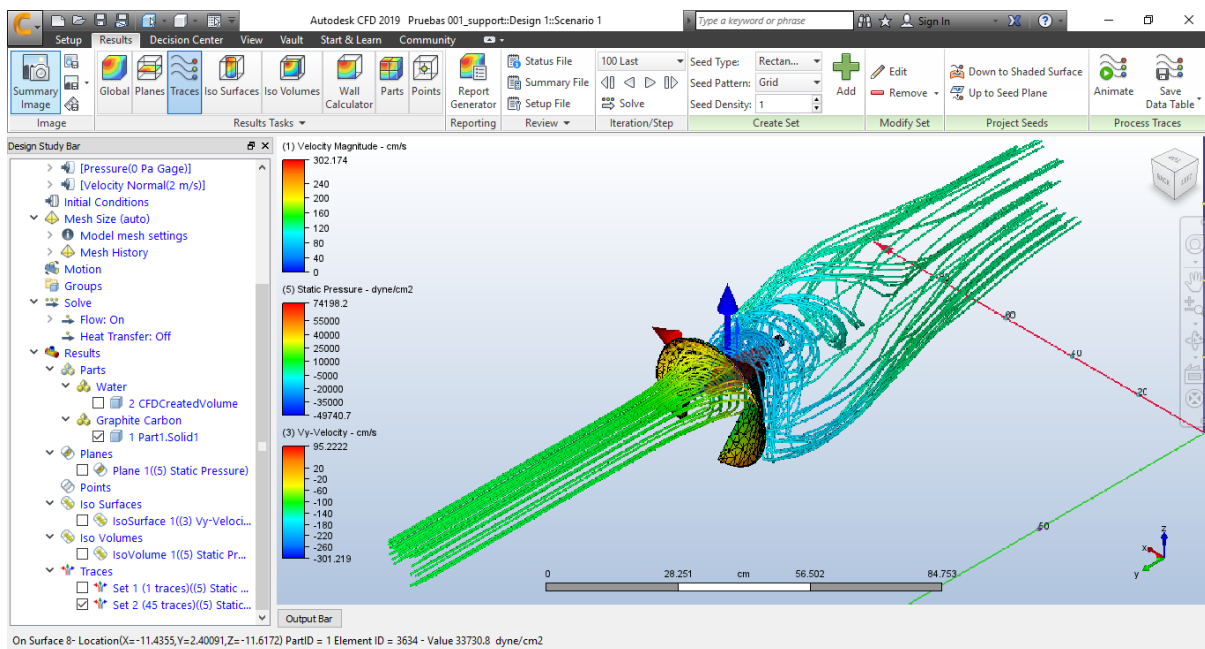 Autodesk CFD 2019 Pruebas 001_support::Design 1::Scenario 1
Type a keyword or phrase
Sign In
Setup Results Decision Center View Vault Start & Learn Community
Summary Image
Global
Planes
Traces
Iso Surfaces
Iso Volumes
Wall Calculator
Parts
Points
Report Generator
Status File
Summary File
Setup File
100 Last
Solve
Seed Type: Rectan...
Seed Pattern: Grid
Seed Density: 1
Add
Edit
Remove
Down to Shaded Surface
Up to Seed Plane
Animate
Save Data Table
Image
Results Tasks
Reporting
Review
Iteration/Step
Create Set
Modify Set
Project Seeds
Process Traces
Design Study Bar
[Pressure(0 Pa Gage)]
[Velocity Normal(2 m/s)]
Initial Conditions
Mesh Size (auto)
Model mesh settings
Mesh History
Motion
Groups
Solve
Flow: On
Heat Transfer: Off
Results
Parts
Water
2 CFDCreatedVolume
Graphite Carbon
1 Part1.Solid1
Planes
Plane 1((5) Static Pressure)
Points
Iso Surfaces
IsoSurface 1((3) Vy-Veloci...
Iso Volumes
IsoVolume 1((5) Static Pr...
Traces
Set 1 (1 traces)((5) Static ...
Set 2 (45 traces)((5) Static...
(1) Velocity Magnitude - cm/s
302.174
240
200
160
120
80
40
0
(5) Static Pressure - dyne/cm2
74198.2
55000
40000
25000
10000
-5000
-20000
-35000
-49740.7
(3) Vy-Velocity - cm/s
95.2222
20
-20
-60
-100
-140
-180
-220
-260
-301.219
BACK LEFT
60
40
20
50
0 28.251 cm 56.502 84.753
z
x
y
Output Bar
On Surface 8- Location(X=-11.4355,Y=2.40091,Z=-11.6172) PartID = 1 Element ID = 3634 - Value 33730.8 dyne/cm2